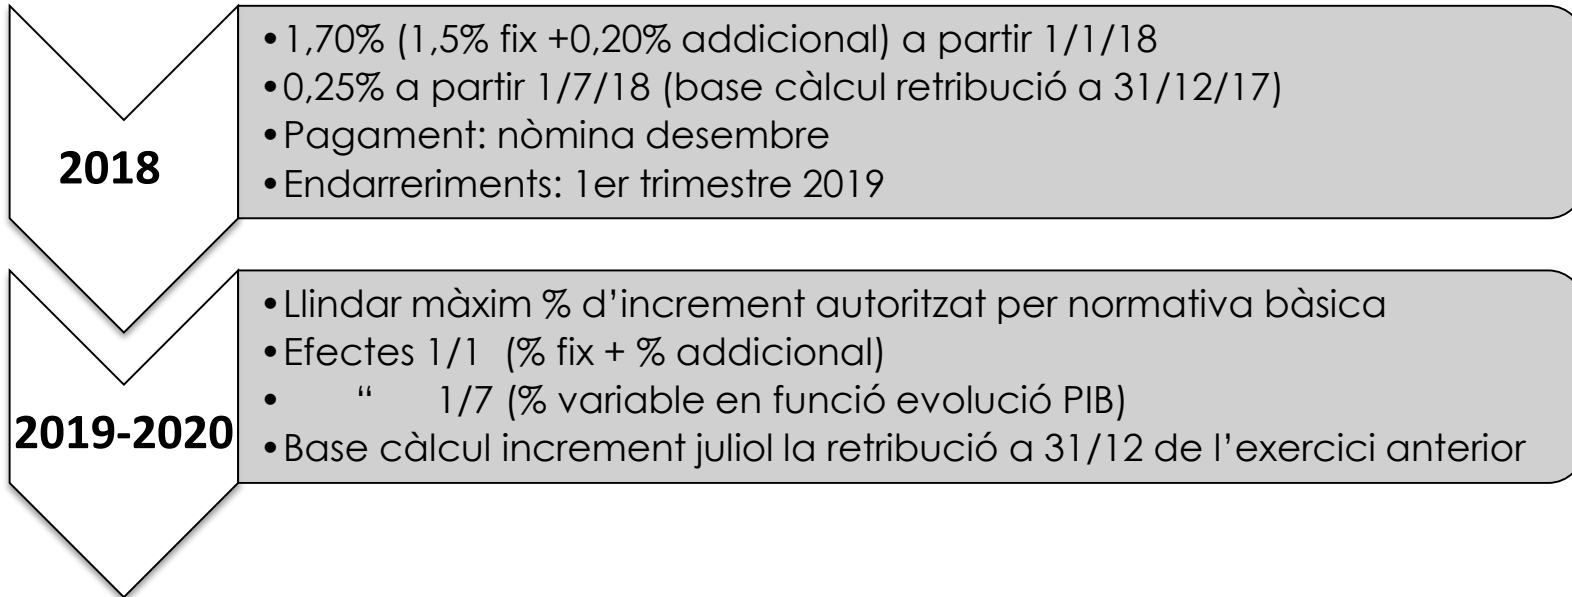 2018
•1,70% (1,5% fix +0,20% addicional) a partir 1/1/18
•0,25% a partir 1/7/18 (base càlcul retribució a 31/12/17)
•Pagament: nòmina desembre
•Endarreriments: 1er trimestre 2019
2019-2020
•Llindar màxim % d’increment autoritzat per normativa bàsica
•Efectes 1/1 (% fix + % addicional)
• “ 1/7 (% variable en funció evolució PIB)
•Base càlcul increment juliol la retribució a 31/12 de l’exercici anterior